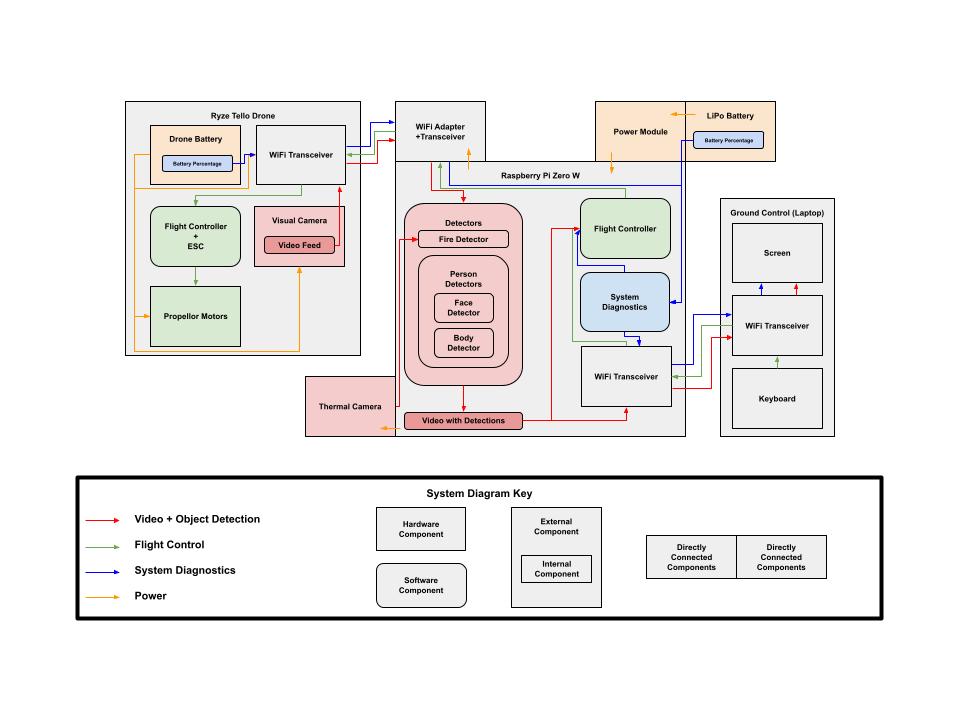 Ryze Tello Drone
Drone Battery
Battery Percentage
WiFi Transceiver
Flight Controller
+
ESC
Visual Camera
Video Feed
Propellor Motors
WiFi Adapter
+Transceiver
Power Module
LiPo Battery
Battery Percentage
Raspberry Pi Zero W
Detectors
Fire Detector
Person
Detectors
Face
Detector
Body
Detector
Flight Controller
System
Diagnostics
WiFi Transceiver
Thermal Camera
Video with Detections
Ground Control (Laptop)
Screen
WiFi Transceiver
Keyboard
System Diagram Key
Video + Object Detection
Flight Control
System Diagnostics
Power
Hardware
Component
Software
Component
External
Component
Internal
Component
Directly
Connected
Components
Directly
Connected
Components